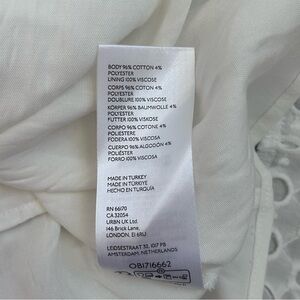 BODY 96% COTTON 4%
POLYESTER
LINING 100% VISCOSE
CORPS 96% COTON 4%
POLYESTER
DOUBLURE 100% VISCOSE
KÖRPER 96% BAUMWOLLE 4%
POLYESTER
FUTTER 100% VISKOSE
CORPO 96% COTONE 4%
POLIESTERE
FODERA 100% VISCOSA
CUERPO 96% ALGODÓN 4%
POLIÉSTER
FORRO 100% VISCOSA
MADE IN TURKEY
MADE IN TÜRKIYE
HECHO EN TURQUÍA
RN 66170
CA 32054
URBN UK Ltd.
146 Brick Lane,
LONDON, E1 6RU
LEIDSESTRAAT 32, 1017 PB
AMSTERDAM, NETHERLANDS
OB1716662